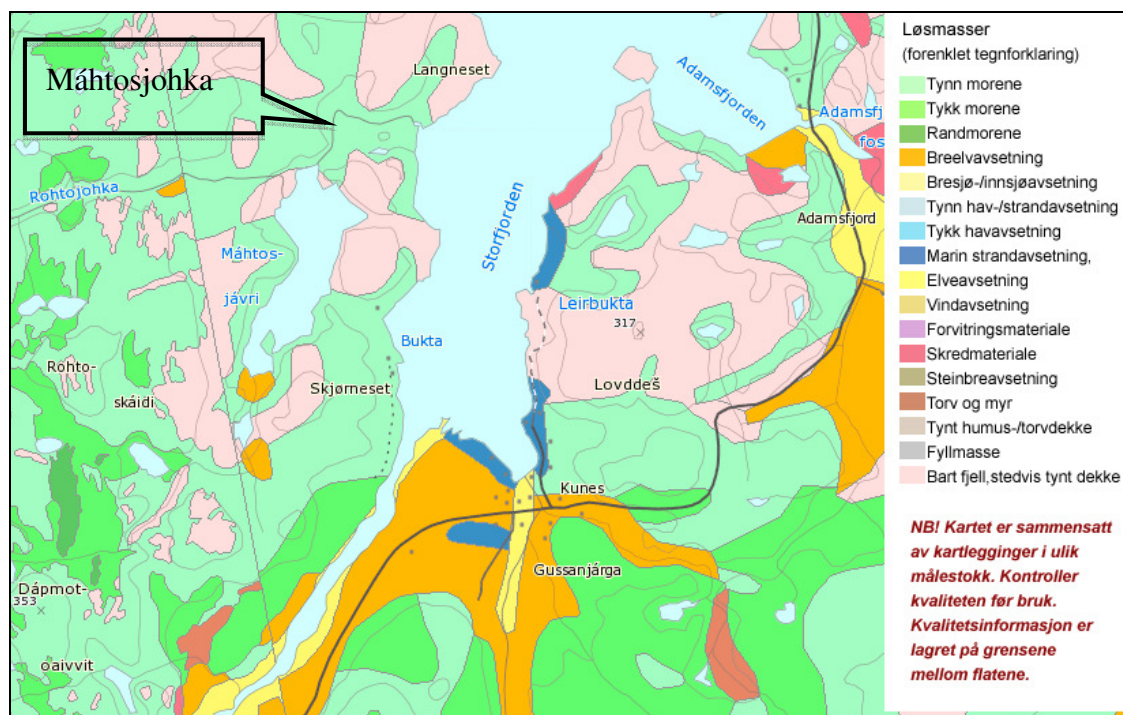 Máhtosjohka
Langneset
Adamsfjorden
Adamsfj
fos
Rohtojohka
Storfjorden
Adamsfjord
Máhtos-
jávri
Leirbukta
317
Bukta
Rohto-
skáidi
Skjørneset
Lovddeš
Kunes
Gussanjárga
Dápmot-
353
oaivvit
Løsmasser
(forenklet tegnforklaring)
Tynn morene
Tykk morene
Randmorene
Breelvavsetning
Bresjø-/innsjøavsetning
Tynn hav-/strandavsetning
Tykk havavsetning
Marin strandavsetning,
Elveavsetning
Vindavsetning
Forvitringsmateriale
Skredmateriale
Steinbreavsetning
Torv og myr
Tynt humus-/torvdekke
Fyllmasse
Bart fjell,stedvis tynt dekke
NB! Kartet er sammensatt
av kartlegginger i ulik
målestokk. Kontroller
kvaliteten før bruk.
Kvalitetsinformasjon er
lagret på grensene
mellom flatene.